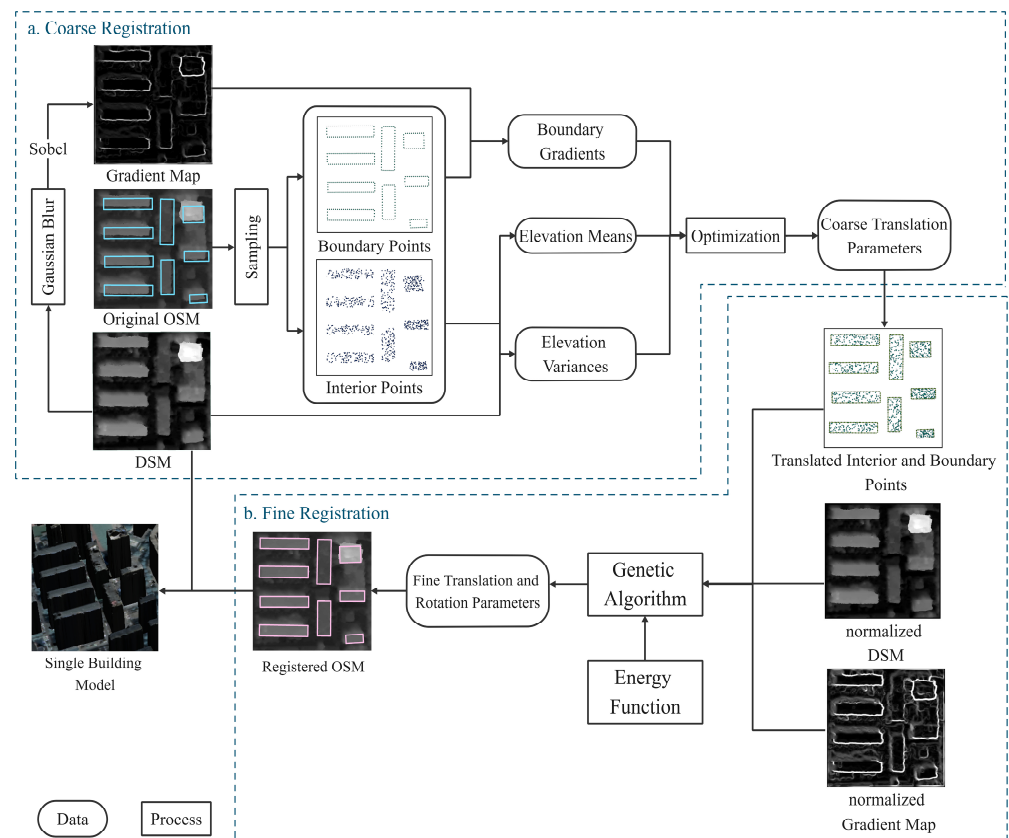 a. Coarse Registration
Sobel
Gradient Map
Gaussian Blur
Original OSM
Sampling
DSM
Boundary Points
Interior Points
Boundary
Gradients
Elevation Means
Elevation
Variances
Optimization
Coarse Translation
Parameters
Translated Interior and Boundary
Points
b. Fine Registration
normalized
DSM
normalized
Gradient Map
Genetic
Algorithm
Energy
Function
Fine Translation and
Rotation Parameters
Registered OSM
Single Building
Model
Data
Process